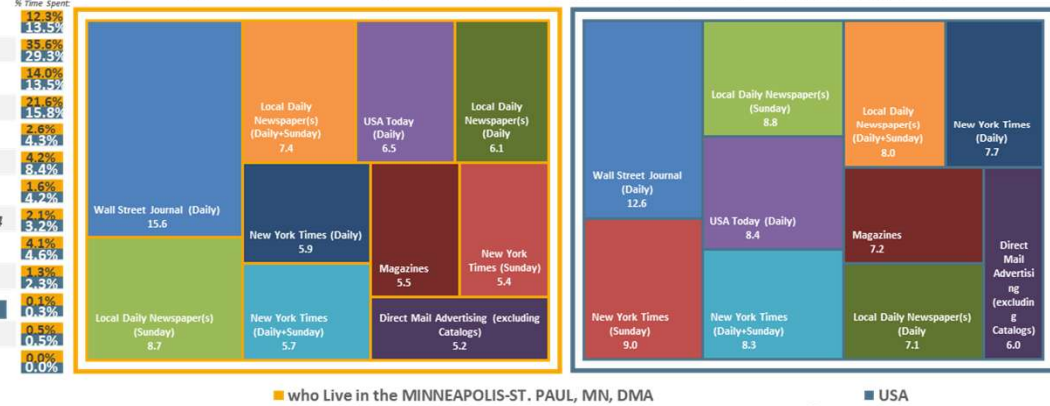 % Time Spent:
12.3%
13.5%
35.6%
29.3%
14.0%
13.5%
21.6%
15.8%
2.6%
4.3%
4.2%
8.4%
1.6%
4.2%
2.1%
3.2%
4.1%
4.6%
1.3%
2.3%
0.1%
0.3%
0.5%
0.5%
0.0%
0.0%
Wall Street Journal (Daily)
15.6
Local Daily Newspaper(s)
(Sunday)
8.7
Local Daily
Newspaper(s)
(Daily+Sunday)
7.4
USA Today
(Daily)
6.5
Local Daily
Newspaper(s)
(Daily
6.1
New York Times (Daily)
5.9
New York Times
(Daily+Sunday)
5.7
Magazines
5.5
New York
Times (Sunday)
5.4
Direct Mail Advertising (excluding
Catalogs)
5.2
Wall Street Journal
(Daily)
12.6
New York Times
(Sunday)
9.0
Local Daily Newspaper(s)
(Sunday)
8.8
USA Today (Daily)
8.4
New York Times
(Daily+Sunday)
8.3
Local Daily
Newspaper(s)
(Daily+Sunday)
8.0
New York Times
(Daily)
7.7
Magazines
7.2
Local Daily Newspaper(s)
(Daily
7.1
Direct
Mail
Advertisi
ng
(excludin
g
Catalogs)
6.0
who Live in the MINNEAPOLIS-ST. PAUL, MN, DMA
USA